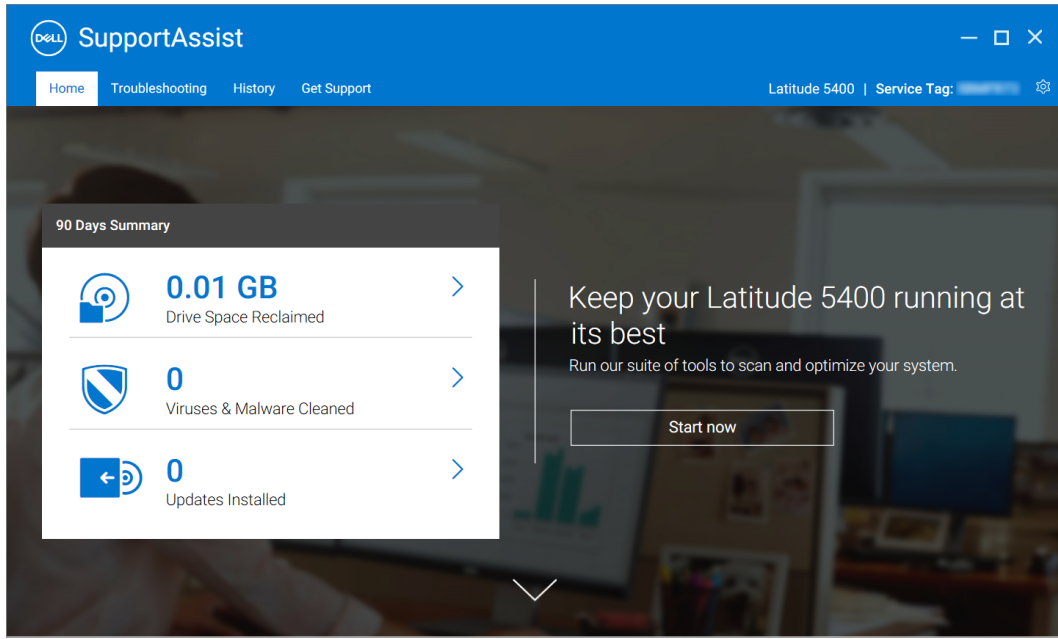 DELL SupportAssist
Home Troubleshooting History Get Support
Latitude 5400 | Service Tag:
90 Days Summary
0.01 GB
Drive Space Reclaimed
0
Viruses & Malware Cleaned
0
Updates Installed
Keep your Latitude 5400 running at
its best
Run our suite of tools to scan and optimize your system.
Start now